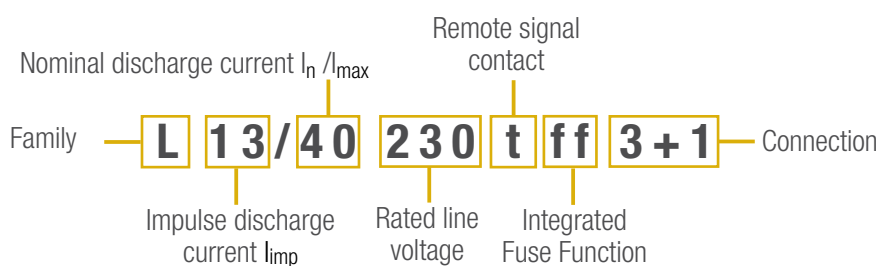 Remote signal
contact
Nominal discharge current In /Imax
Family L 13/40 230 t ff 3+1 Connection
Impulse discharge
current Iimp
Rated line
voltage
Integrated
Fuse Function